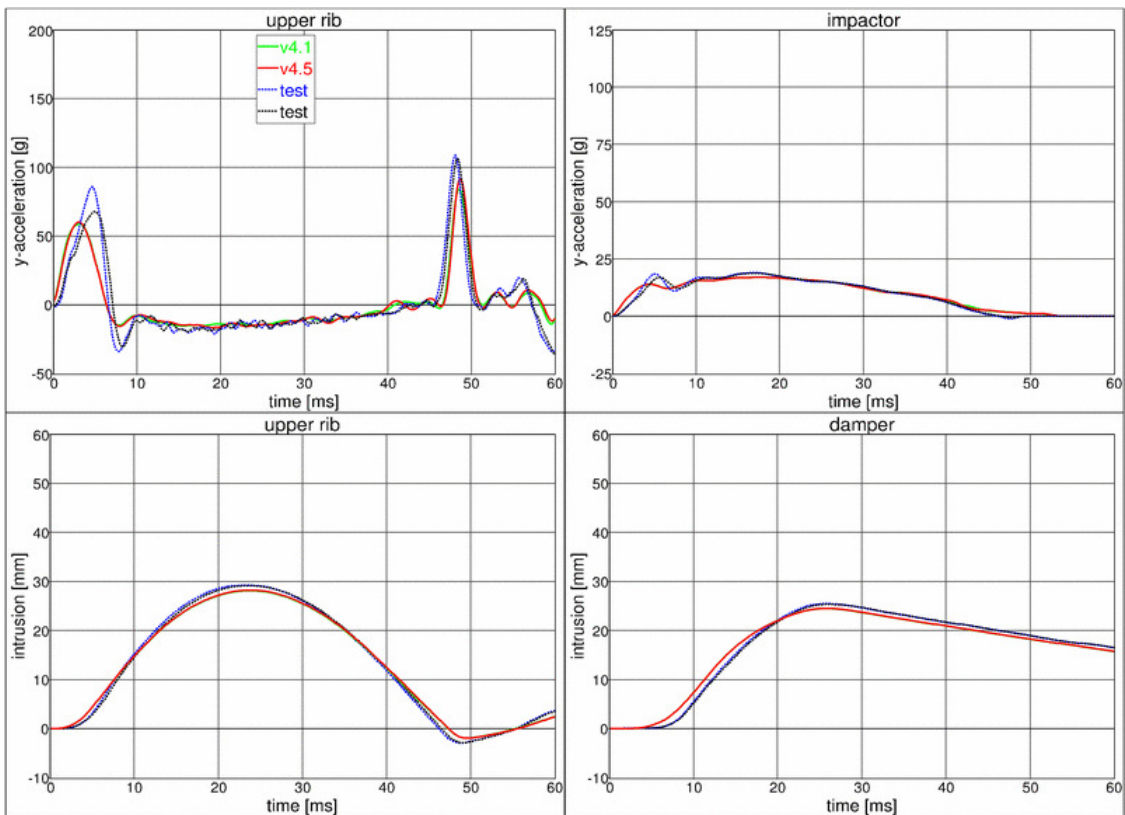 upper rib
200
150
100
50
0
-50
y-acceleration [g]
v4.1
v4.5
test
test
0 10 20 30 40 50 60
time [ms]
impactor
125
100
75
50
25
0
-25
y-acceleration [g]
0 10 20 30 40 50 60
time [ms]
upper rib
60
50
40
30
20
10
0
-10
intrusion [mm]
0 10 20 30 40 50 60
time [ms]
damper
60
50
40
30
20
10
0
-10
intrusion [mm]
0 10 20 30 40 50 60
time [ms]